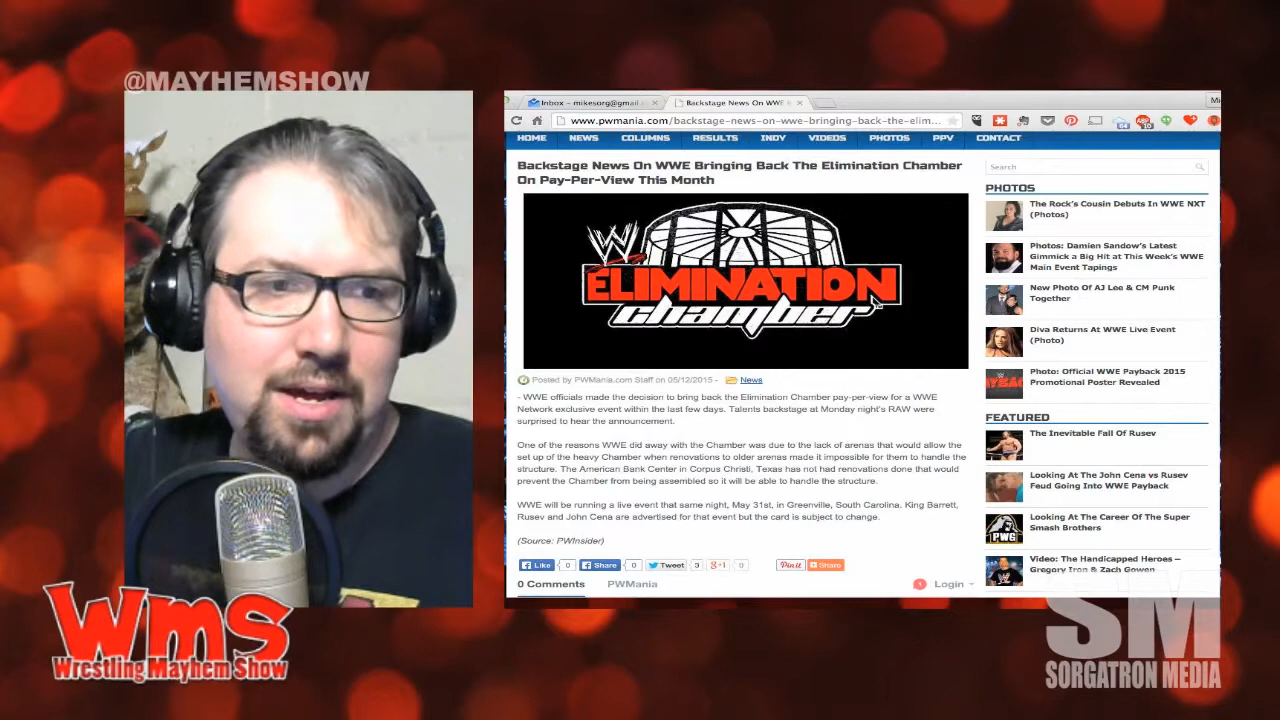 @MAYHEMSHOW
Inbox - mikesorg@gmail
Backstage News On WWE
www.pwmania.com/backstage-news-on-wwe-bringing-back-the-elim...
HOME NEWS COLUMNS RESULTS INDY VIDEOS PHOTOS PPV CONTACT
Backstage News On WWE Bringing Back The Elimination Chamber
On Pay-Per-View This Month
W
ELIMINATION
chamber
Posted by PWMania.com Staff on 05/12/2015 - News
- WWE officials made the decision to bring back the Elimination Chamber pay-per-view for a WWE
Network exclusive event within the last few days. Talents backstage at Monday night's RAW were
surprised to hear the announcement.
One of the reasons WWE did away with the Chamber was due to the lack of arenas that would allow the
set up of the heavy Chamber when renovations to older arenas made it impossible for them to handle the
structure. The American Bank Center in Corpus Christi, Texas has not had renovations done that would
prevent the Chamber from being assembled so it will be able to handle the structure.
WWE will be running a live event that same night, May 31st, in Greenville, South Carolina. King Barrett,
Rusev and John Cena are advertised for that event but the card is subject to change.
(Source: PWInsider)
Like 0 Share 0 Tweet 3 g+1 0 Pin it Share
0 Comments PWMania Login
Search
PHOTOS
The Rock's Cousin Debuts In WWE NXT
(Photos)
Photos: Damien Sandow's Latest
Gimmick a Big Hit at This Week's WWE
Main Event Tapings
New Photo Of AJ Lee & CM Punk
Together
Diva Returns At WWE Live Event
(Photo)
Photo: Official WWE Payback 2015
Promotional Poster Revealed
FEATURED
The Inevitable Fall Of Rusev
Looking At The John Cena vs Rusev
Feud Going Into WWE Payback
Looking At The Career Of The Super
Smash Brothers
PWG
Video: The Handicapped Heroes –
Gregory Iron & Zach Gowen
WMS
Wrestling Mayhem Show
SM
SORGATRON MEDIA